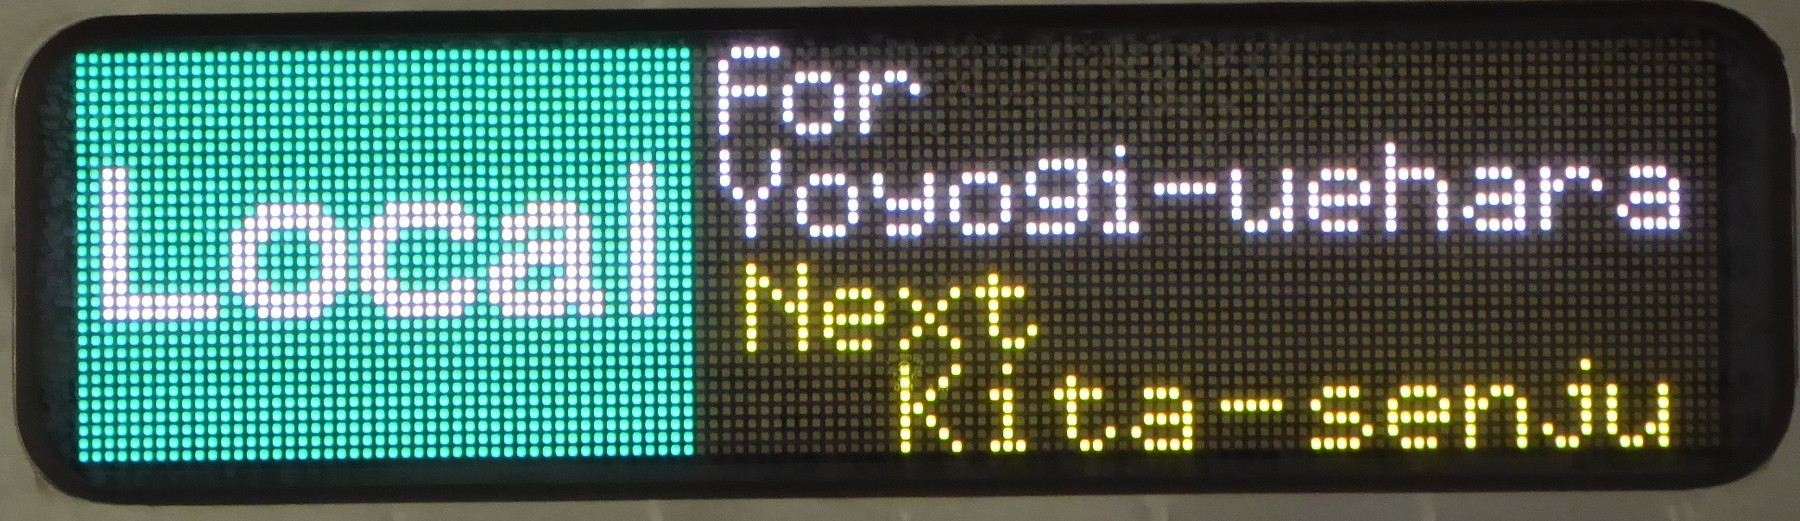 Local
For
Yoyogi-uehara
Next
Kita-senju